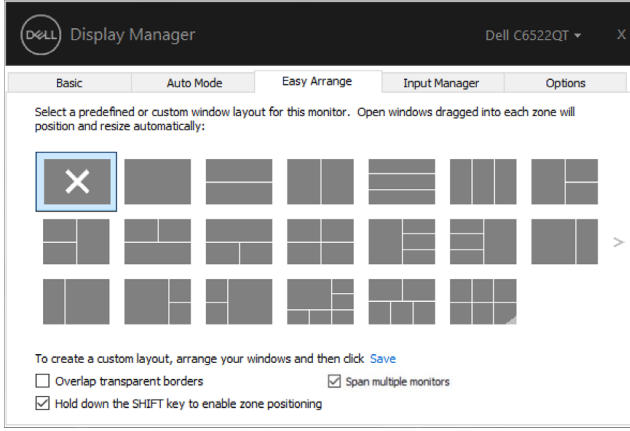 DELL Display Manager Dell C6522QT X
Basic Auto Mode Easy Arrange Input Manager Options
Select a predefined or custom window layout for this monitor. Open windows dragged into each zone will
position and resize automatically:
To create a custom layout, arrange your windows and then click Save
Overlap transparent borders Span multiple monitors
Hold down the SHIFT key to enable zone positioning